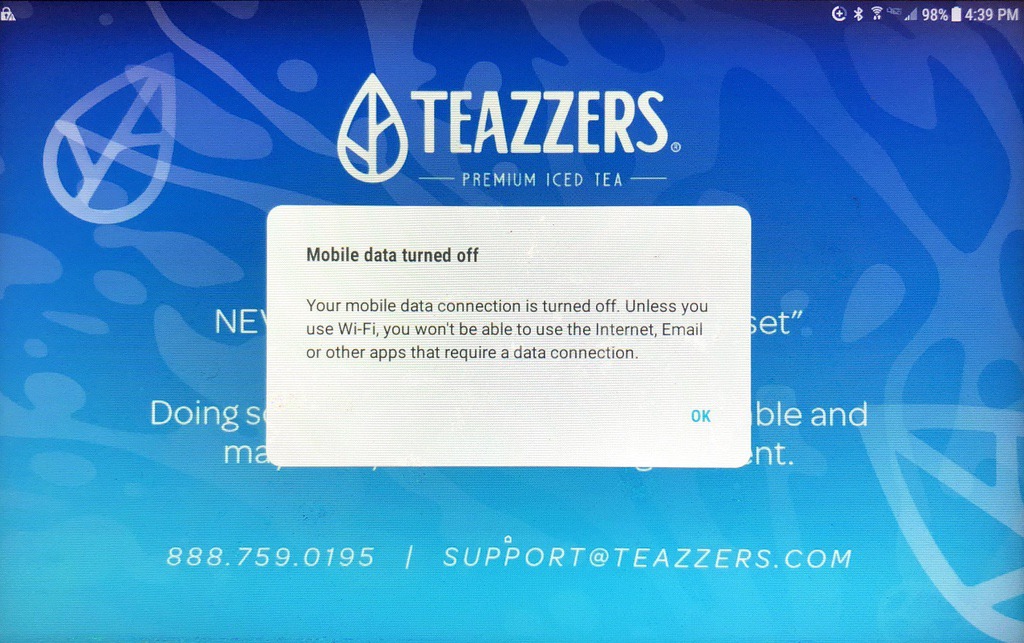 98% 4:39 PM
TEAZZERS®
PREMIUM ICED TEA
Mobile data turned off
Your mobile data connection is turned off. Unless you
use Wi-Fi, you won't be able to use the Internet, Email
or other apps that require a data connection.
set”
Doing
able and
OK
888.759.0195 | SUPPORT@TEAZZERS.COM